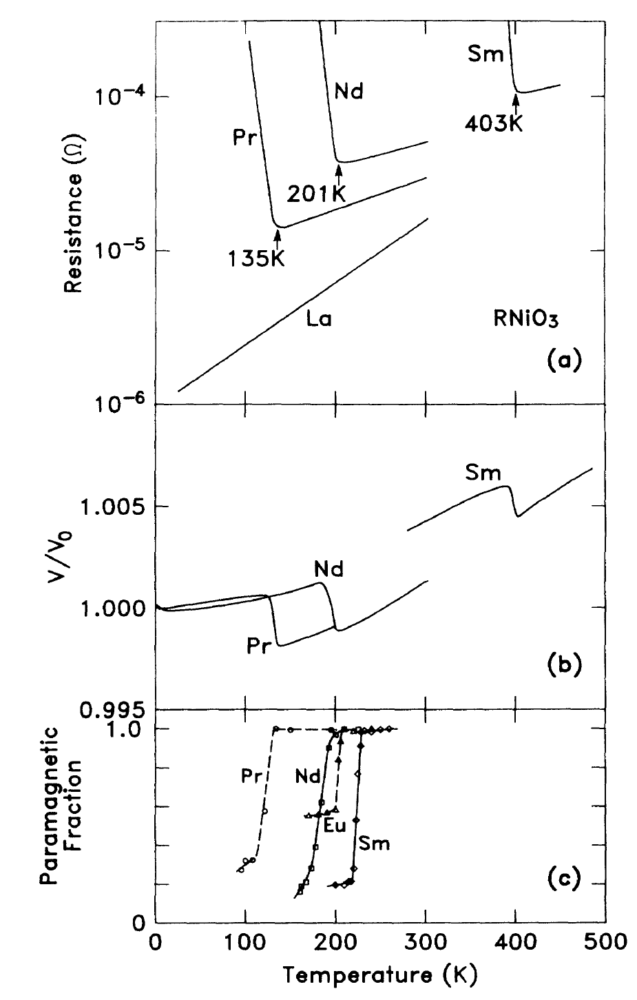 Resistance (Ω)
10⁻⁴
10⁻⁵
10⁻⁶
Pr
Nd
Sm
403K
201K
135K
La
RNiO₃
(a)
V/V₀
1.005
1.000
0.995
Sm
Nd
Pr
(b)
Paramagnetic
Fraction
1.0
0
Pr
Nd
Eu
Sm
(c)
0 100 200 300 400 500
Temperature (K)